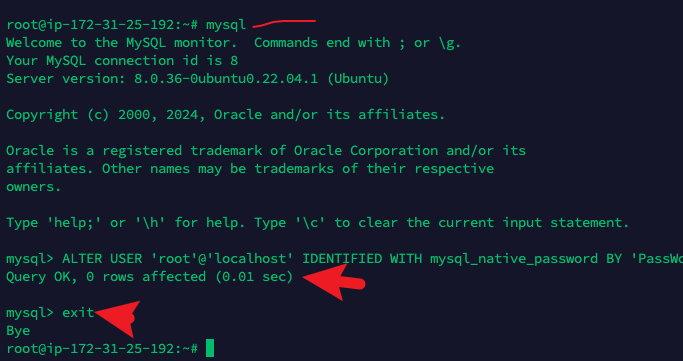 root@ip-172-31-25-192:~# mysql
Welcome to the MySQL monitor.  Commands end with ; or \g.
Your MySQL connection id is 8
Server version: 8.0.36-0ubuntu0.22.04.1 (Ubuntu)
Copyright (c) 2000, 2024, Oracle and/or its affiliates.
Oracle is a registered trademark of Oracle Corporation and/or its
affiliates. Other names may be trademarks of their respective
owners.
Type 'help;' or '\h' for help. Type '\c' to clear the current input statement.
mysql> ALTER USER 'root'@'localhost' IDENTIFIED WITH mysql_native_password BY 'PassWo
Query OK, 0 rows affected (0.01 sec)
mysql> exit
Bye
root@ip-172-31-25-192:~#